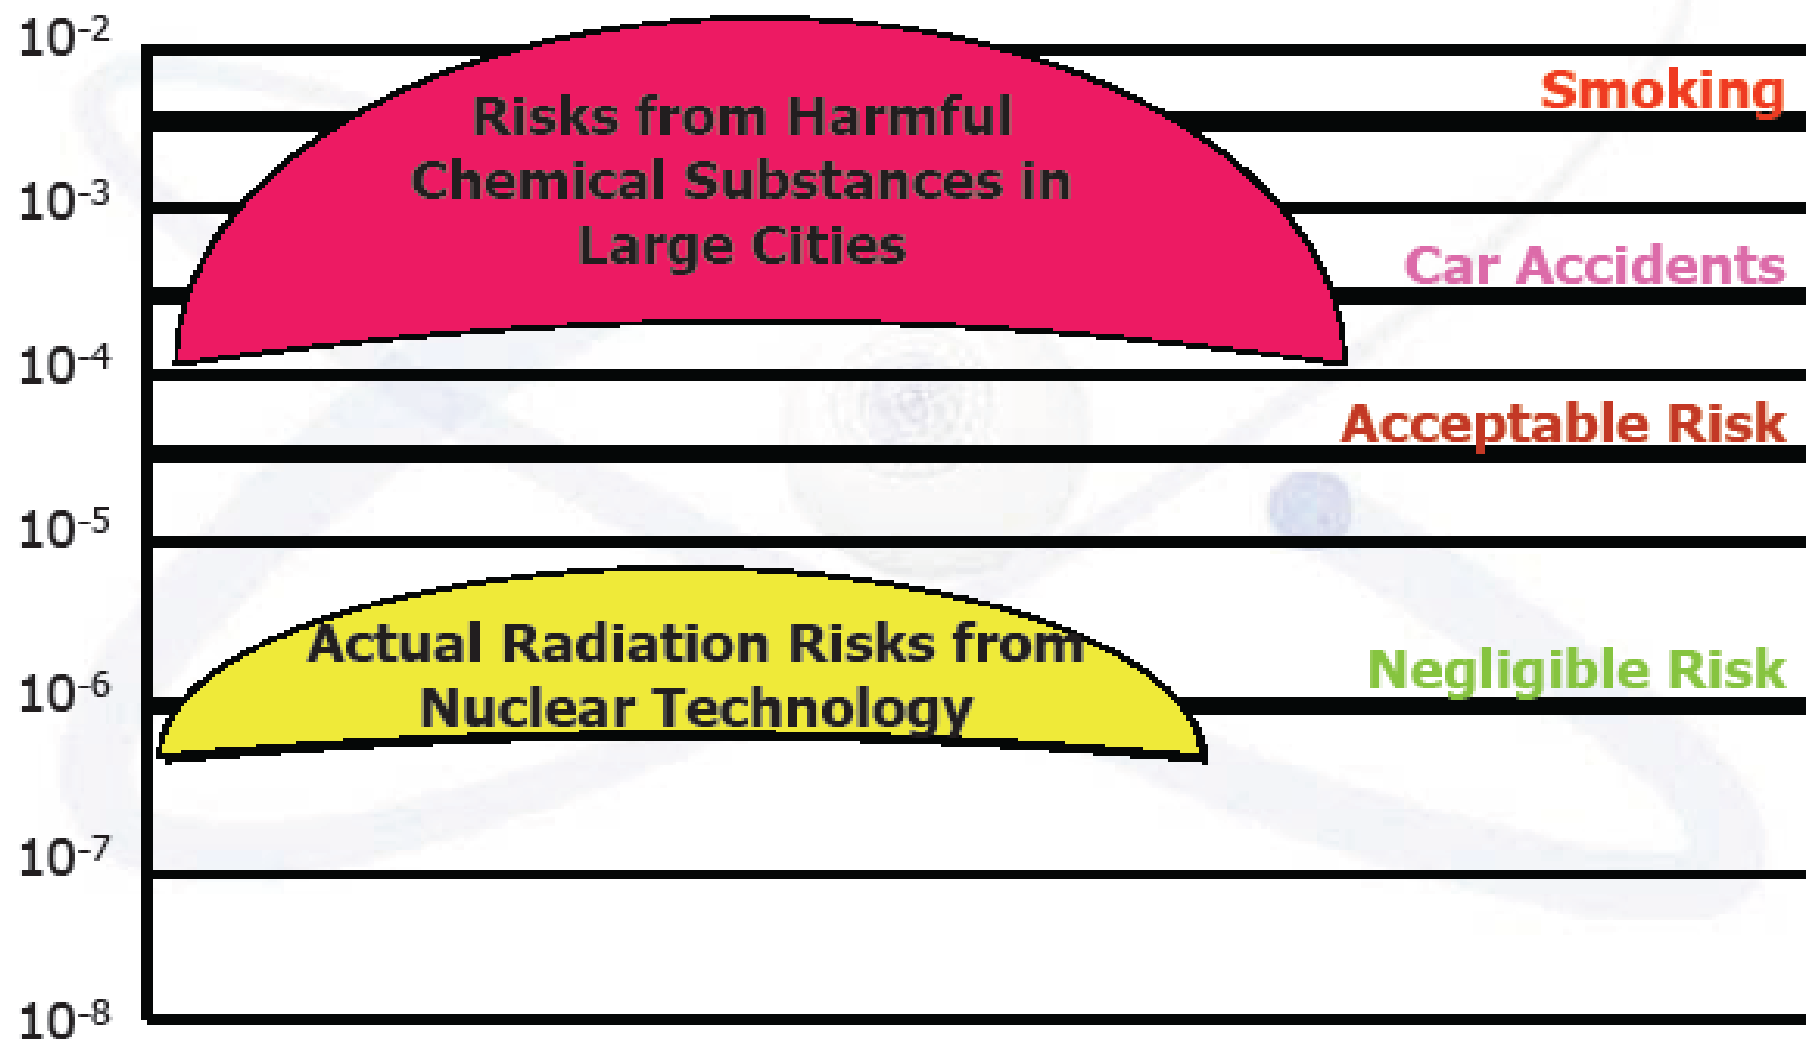 10⁻²
Smoking
Risks from Harmful
Chemical Substances in
Large Cities
10⁻³
Car Accidents
10⁻⁴
Acceptable Risk
10⁻⁵
Actual Radiation Risks from
Nuclear Technology
Negligible Risk
10⁻⁶
10⁻⁷
10⁻⁸